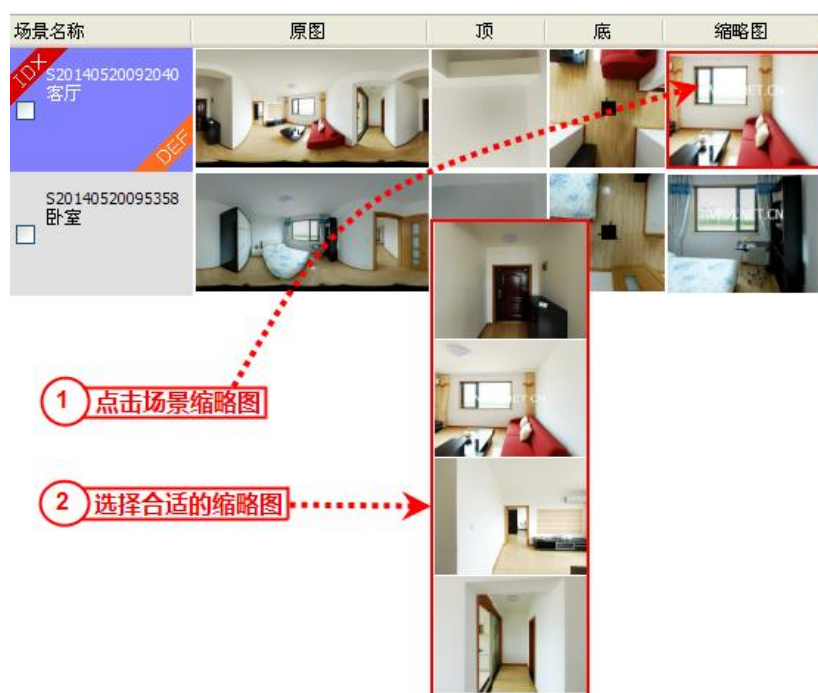 场景名称 原图 顶 底 缩略图
IDX
S20140520092040
客厅
DEF
S20140520095358
卧室
1 点击场景缩略图
2 选择合适的缩略图